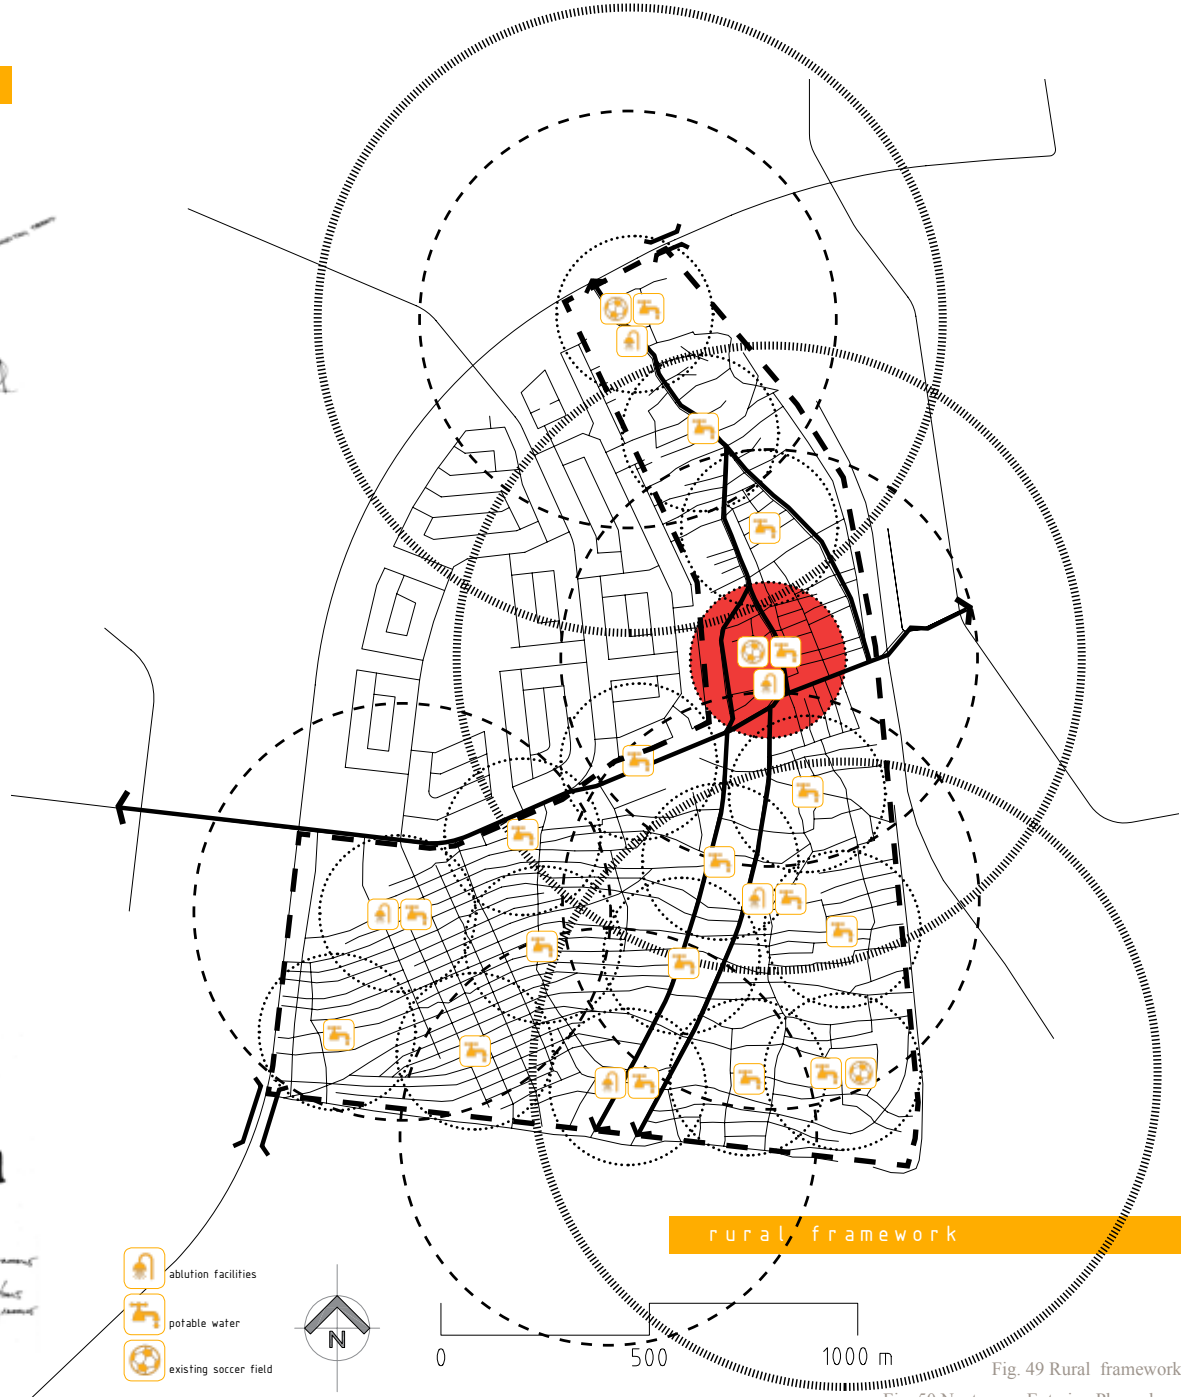 rural framework
ablution facilities
potable water
existing soccer field
N
0 500 1000 m
Fig. 49 Rural framework